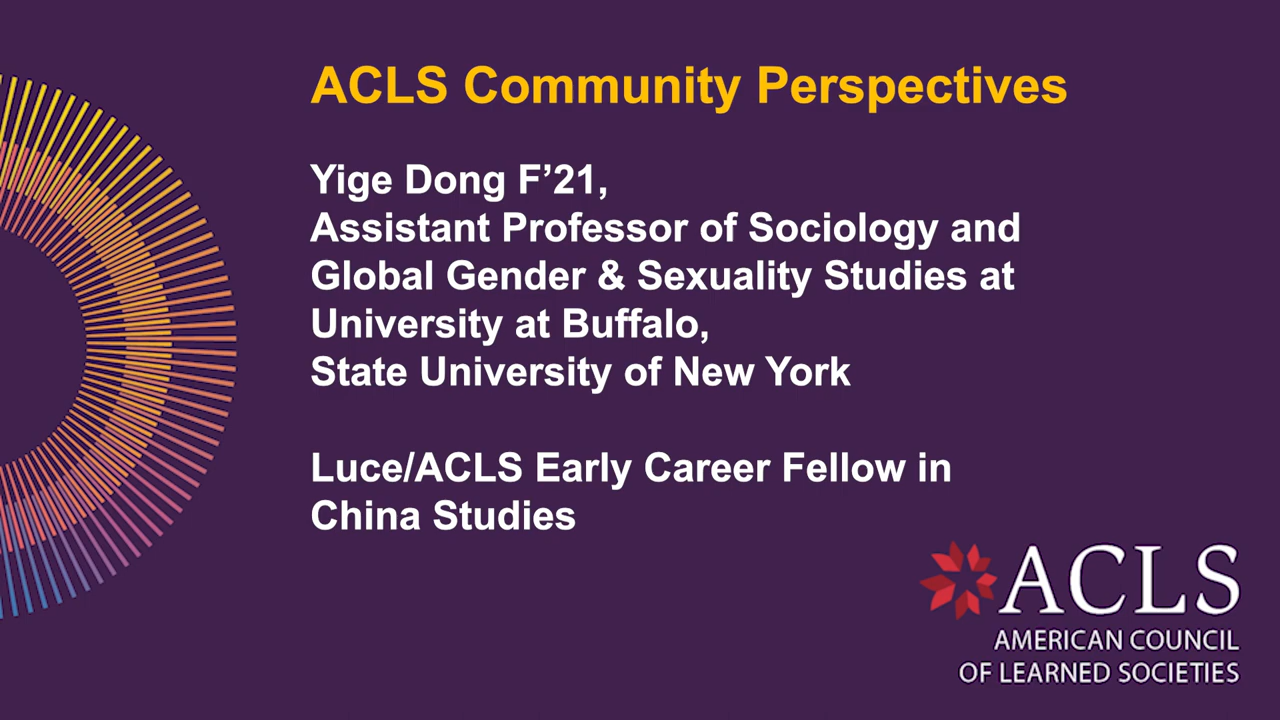 ACLS Community Perspectives
Yige Dong F’21,
Assistant Professor of Sociology and
Global Gender & Sexuality Studies at
University at Buffalo,
State University of New York
Luce/ACLS Early Career Fellow in
China Studies
ACLS
AMERICAN COUNCIL
OF LEARNED SOCIETIES